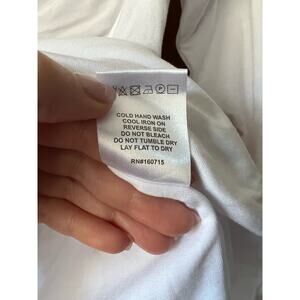 COLD HAND WASH
COOL IRON ON
REVERSE SIDE
DO NOT BLEACH
DO NOT TUMBLE DRY
LAY FLAT TO DRY
RN#160715